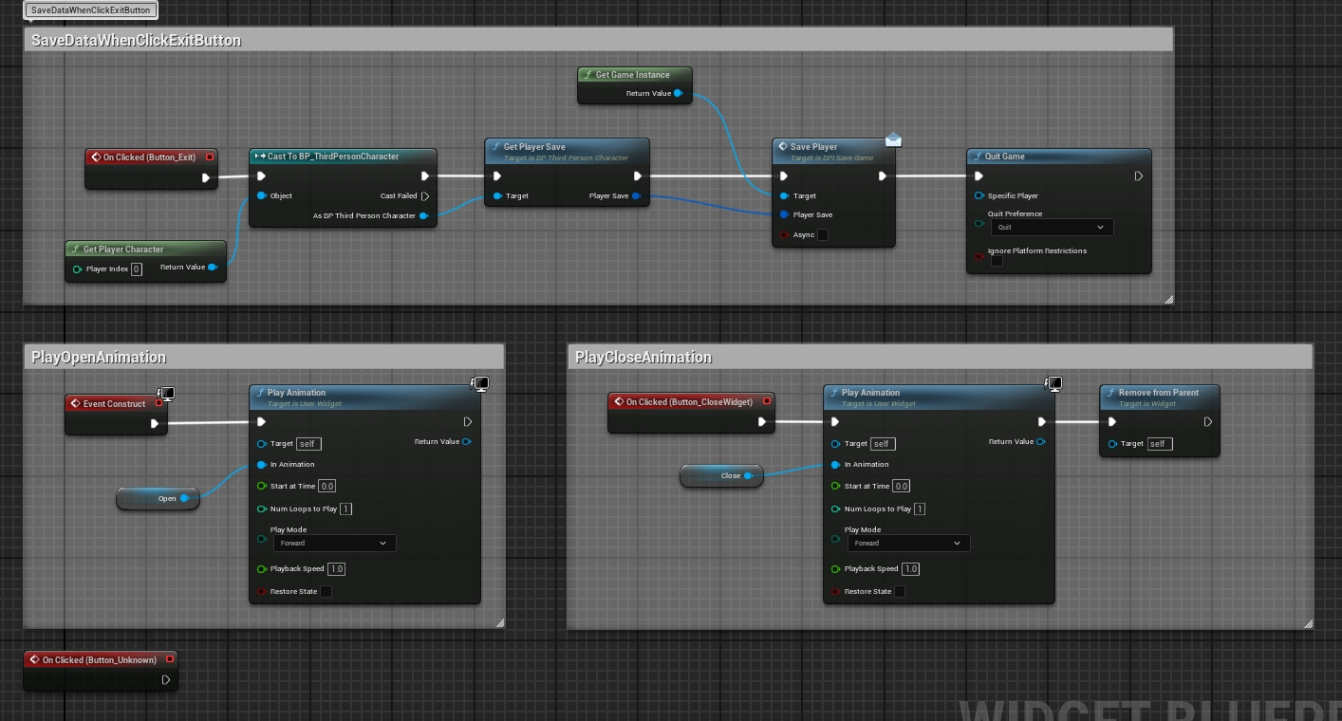 SaveDataWhenClickExitButton
SaveDataWhenClickExitButton
Get Game Instance
Return Value
On Clicked (Button_Exit)
Cast To BP_ThirdPersonCharacter
Object
Cast Failed
As BP Third Person Character
Get Player Save
Target is BP Third Person Character
Target
Player Save
Save Player
Target is BPI Save Game
Target
Player Save
Async
Quit Game
Specific Player
Quit Preference
Quit
Ignore Platform Restrictions
Get Player Character
Player Index 0
Return Value
PlayOpenAnimation
Event Construct
Play Animation
Target is User Widget
Target self
Return Value
In Animation
Open
Start at Time 0.0
Num Loops to Play 1
Play Mode
Forward
Playback Speed 1.0
Restore State
PlayCloseAnimation
On Clicked (Button_CloseWidget)
Play Animation
Target is User Widget
Target self
Return Value
In Animation
Close
Start at Time 0.0
Num Loops to Play 1
Play Mode
Forward
Playback Speed 1.0
Restore State
Remove from Parent
Target is Widget
Target self
On Clicked (Button_Unknown)